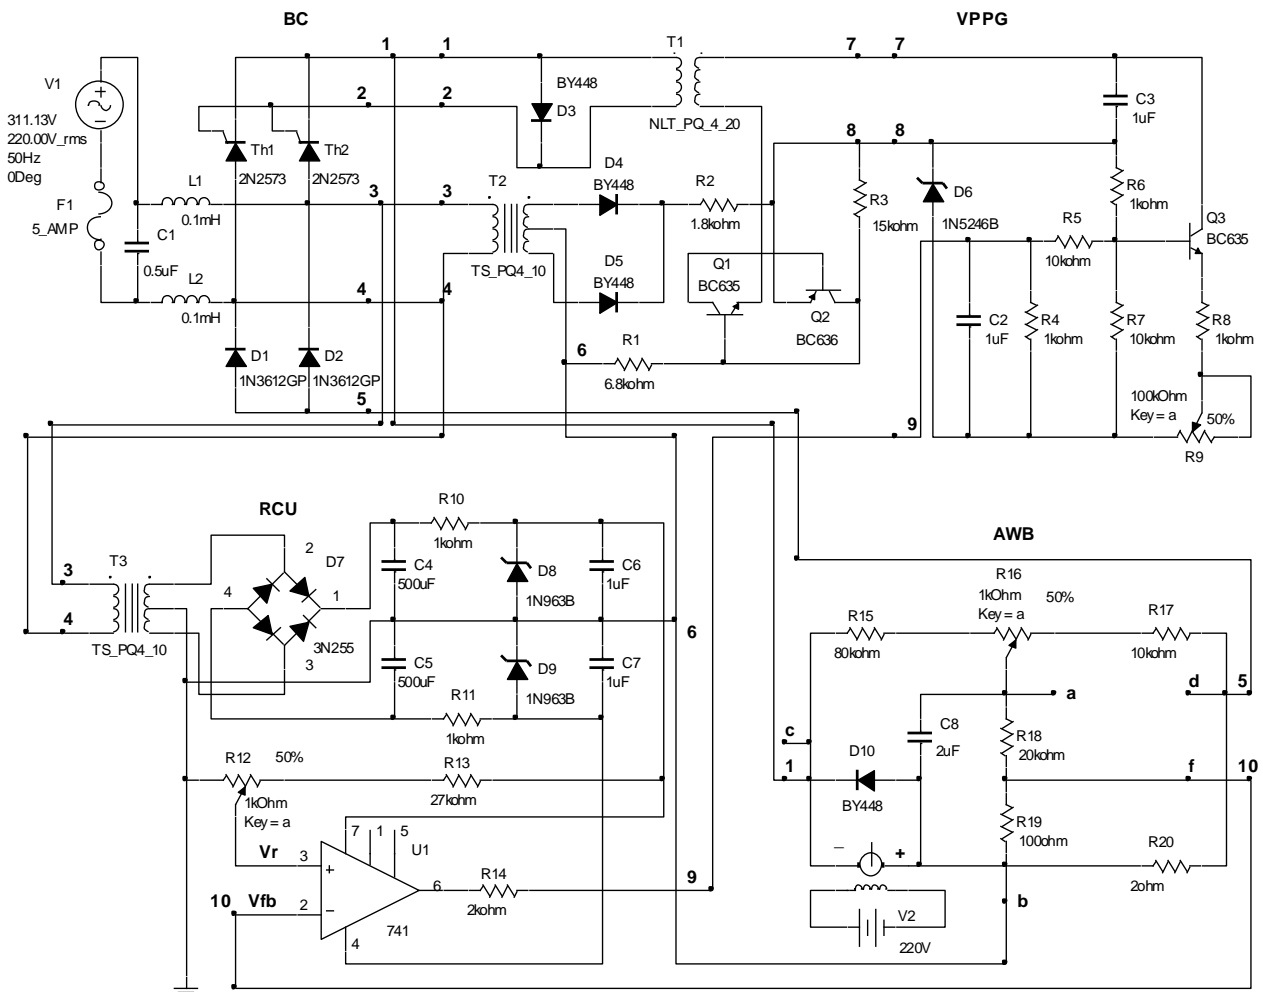 BC
VPPG
1
1
T1
7
7
V1
BY448
2
2
D3
C3
1uF
NLT_PQ_4_20
311.13V
220.00V_rms
50Hz
0Deg
8
8
Th1
Th2
2N2573
2N2573
D4
BY448
T2
R2
1.8kohm
R3
15kohm
D6
1N5246B
R6
1kohm
F1
5_AMP
L1
0.1mH
3
3
C1
0.5uF
R5
10kohm
Q3
BC635
TS_PQ4_10
D5
BY448
Q1
BC635
L2
0.1mH
4
4
Q2
BC636
C2
1uF
R4
1kohm
R7
10kohm
R8
1kohm
D1
1N3612GP
D2
1N3612GP
6
R1
6.8kohm
5
100kOhm
Key = a
50%
9
R9
RCU
R10
1kohm
AWB
T3
2
D7
3
4
1
C4
500uF
D8
1N963B
C6
1uF
R16
1kOhm
Key = a
50%
R15
80kohm
R17
10kohm
4
TS_PQ4_10
3N255
3
6
C5
500uF
D9
1N963B
C7
1uF
R11
1kohm
a
d
5
c
C8
2uF
R18
20kohm
R12
50%
1kOhm
Key = a
R13
27kohm
1
D10
BY448
f
10
7
1
5
U1
R19
100ohm
Vr
3
+
−
+
R20
2ohm
6
R14
2kohm
9
10
Vfb
2
−
741
4
V2
220V
b